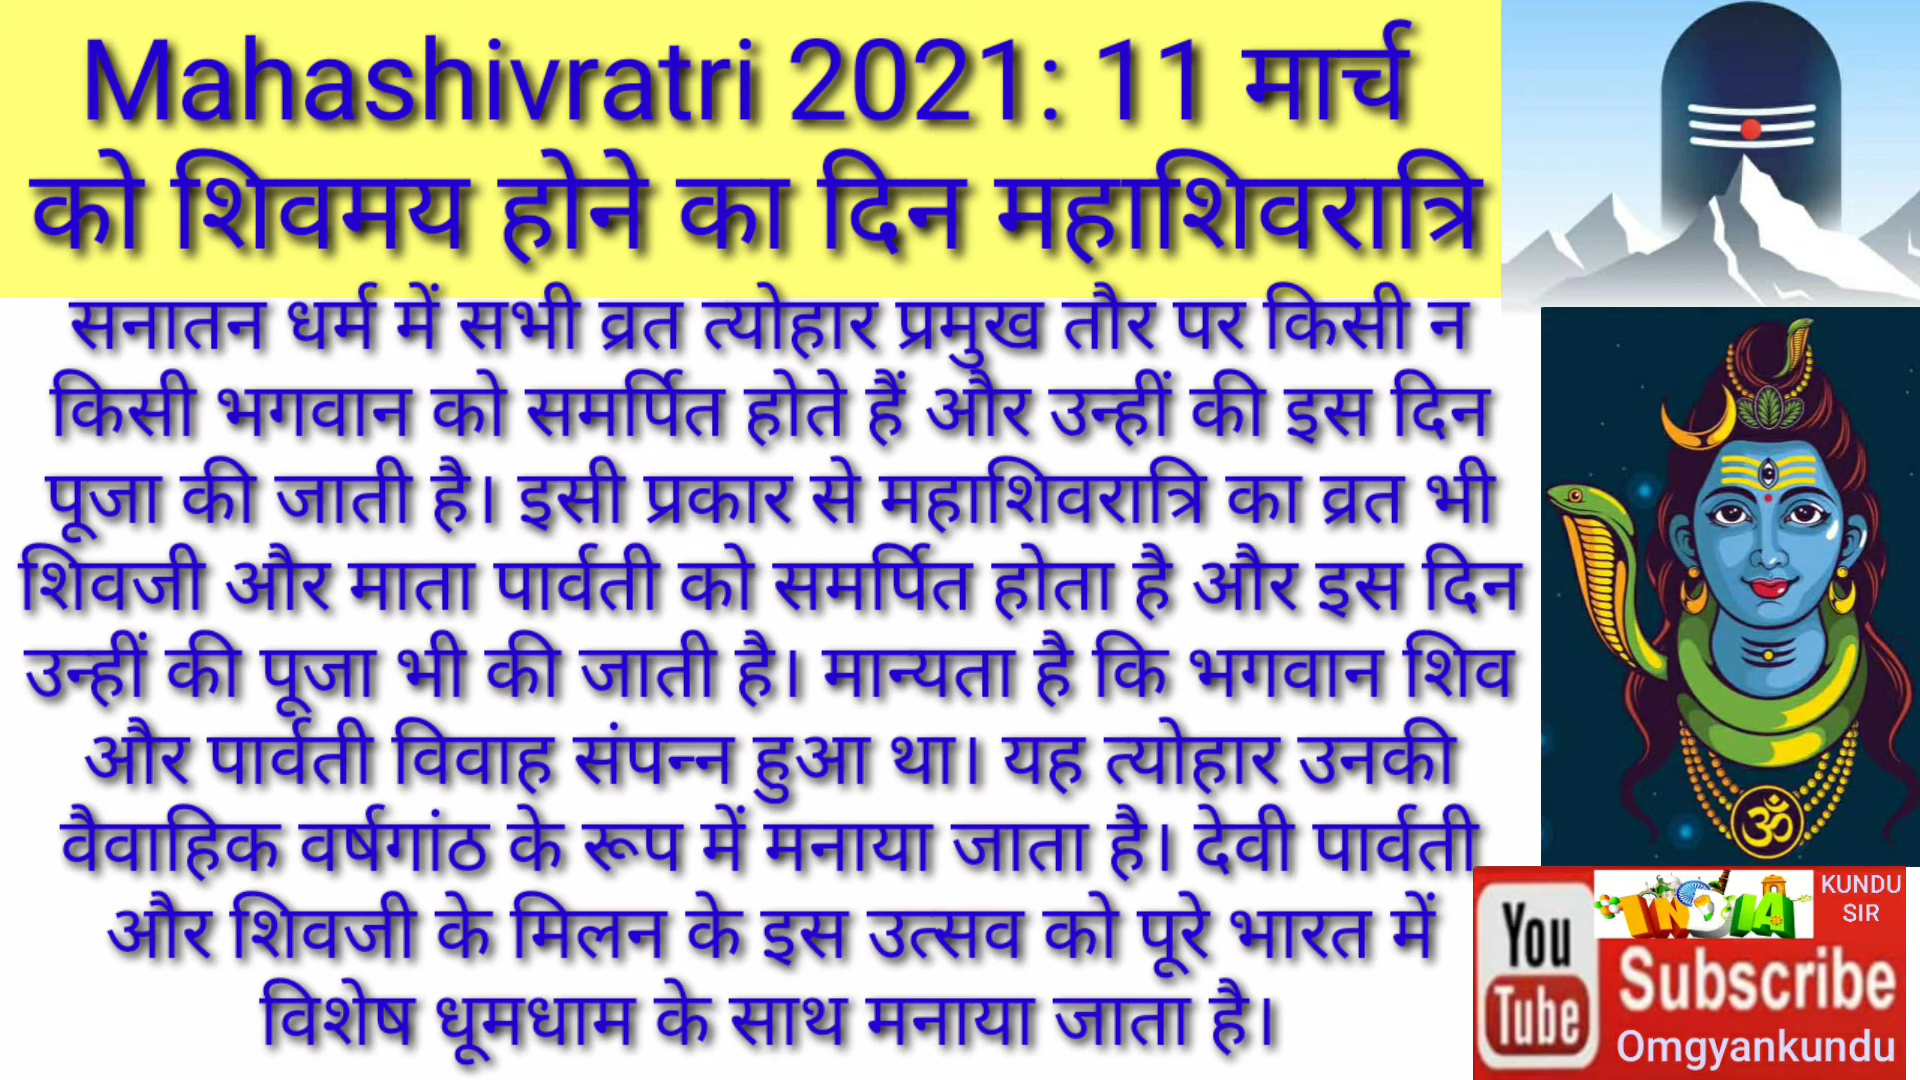 Mahashivratri 2021: 11 मार्च
को शिवमय होने का दिन महाशिवरात्रि
सनातन धर्म में सभी व्रत त्योहार प्रमुख तौर पर किसी न
किसी भगवान को समर्पित होते हैं और उन्हीं की इस दिन
पूजा की जाती है। इसी प्रकार से महाशिवरात्रि का व्रत भी
शिवजी और माता पार्वती को समर्पित होता है और इस दिन
उन्हीं की पूजा भी की जाती है। मान्यता है कि भगवान शिव
और पार्वती विवाह संपन्न हुआ था। यह त्योहार उनकी
वैवाहिक वर्षगांठ के रूप में मनाया जाता है। देवी पार्वती
और शिवजी के मिलन के इस उत्सव को पूरे भारत में
विशेष धूमधाम के साथ मनाया जाता है।
ॐ
INDIA
KUNDU
SIR
You
Tube
Subscribe
Omgyankundu